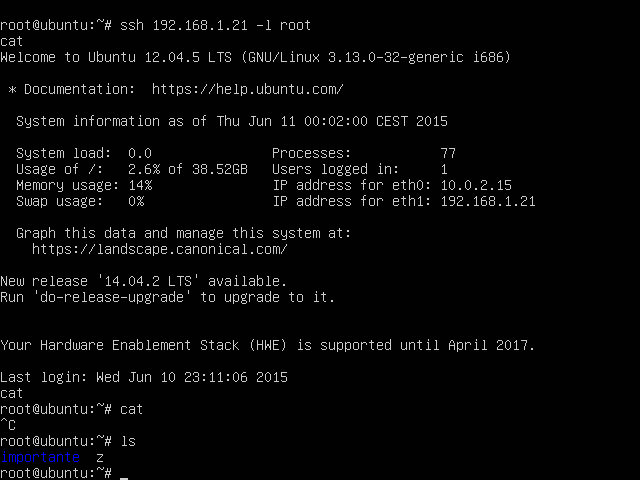 root@ubuntu:~# ssh 192.168.1.21 -l root
cat
Welcome to Ubuntu 12.04.5 LTS (GNU/Linux 3.13.0-32-generic i686)
* Documentation:  https://help.ubuntu.com/
System information as of Thu Jun 11 00:02:00 CEST 2015
System load:  0.0               Processes:           77
Usage of /:   2.6% of 38.52GB   Users logged in:     1
Memory usage: 14%               IP address for eth0: 10.0.2.15
Swap usage:   0%                IP address for eth1: 192.168.1.21
Graph this data and manage this system at:
https://landscape.canonical.com/
New release '14.04.2 LTS' available.
Run 'do-release-upgrade' to upgrade to it.
Your Hardware Enablement Stack (HWE) is supported until April 2017.
Last login: Wed Jun 10 23:11:06 2015
cat
root@ubuntu:~# cat
^C
root@ubuntu:~# ls
Importante  z
root@ubuntu:~# _